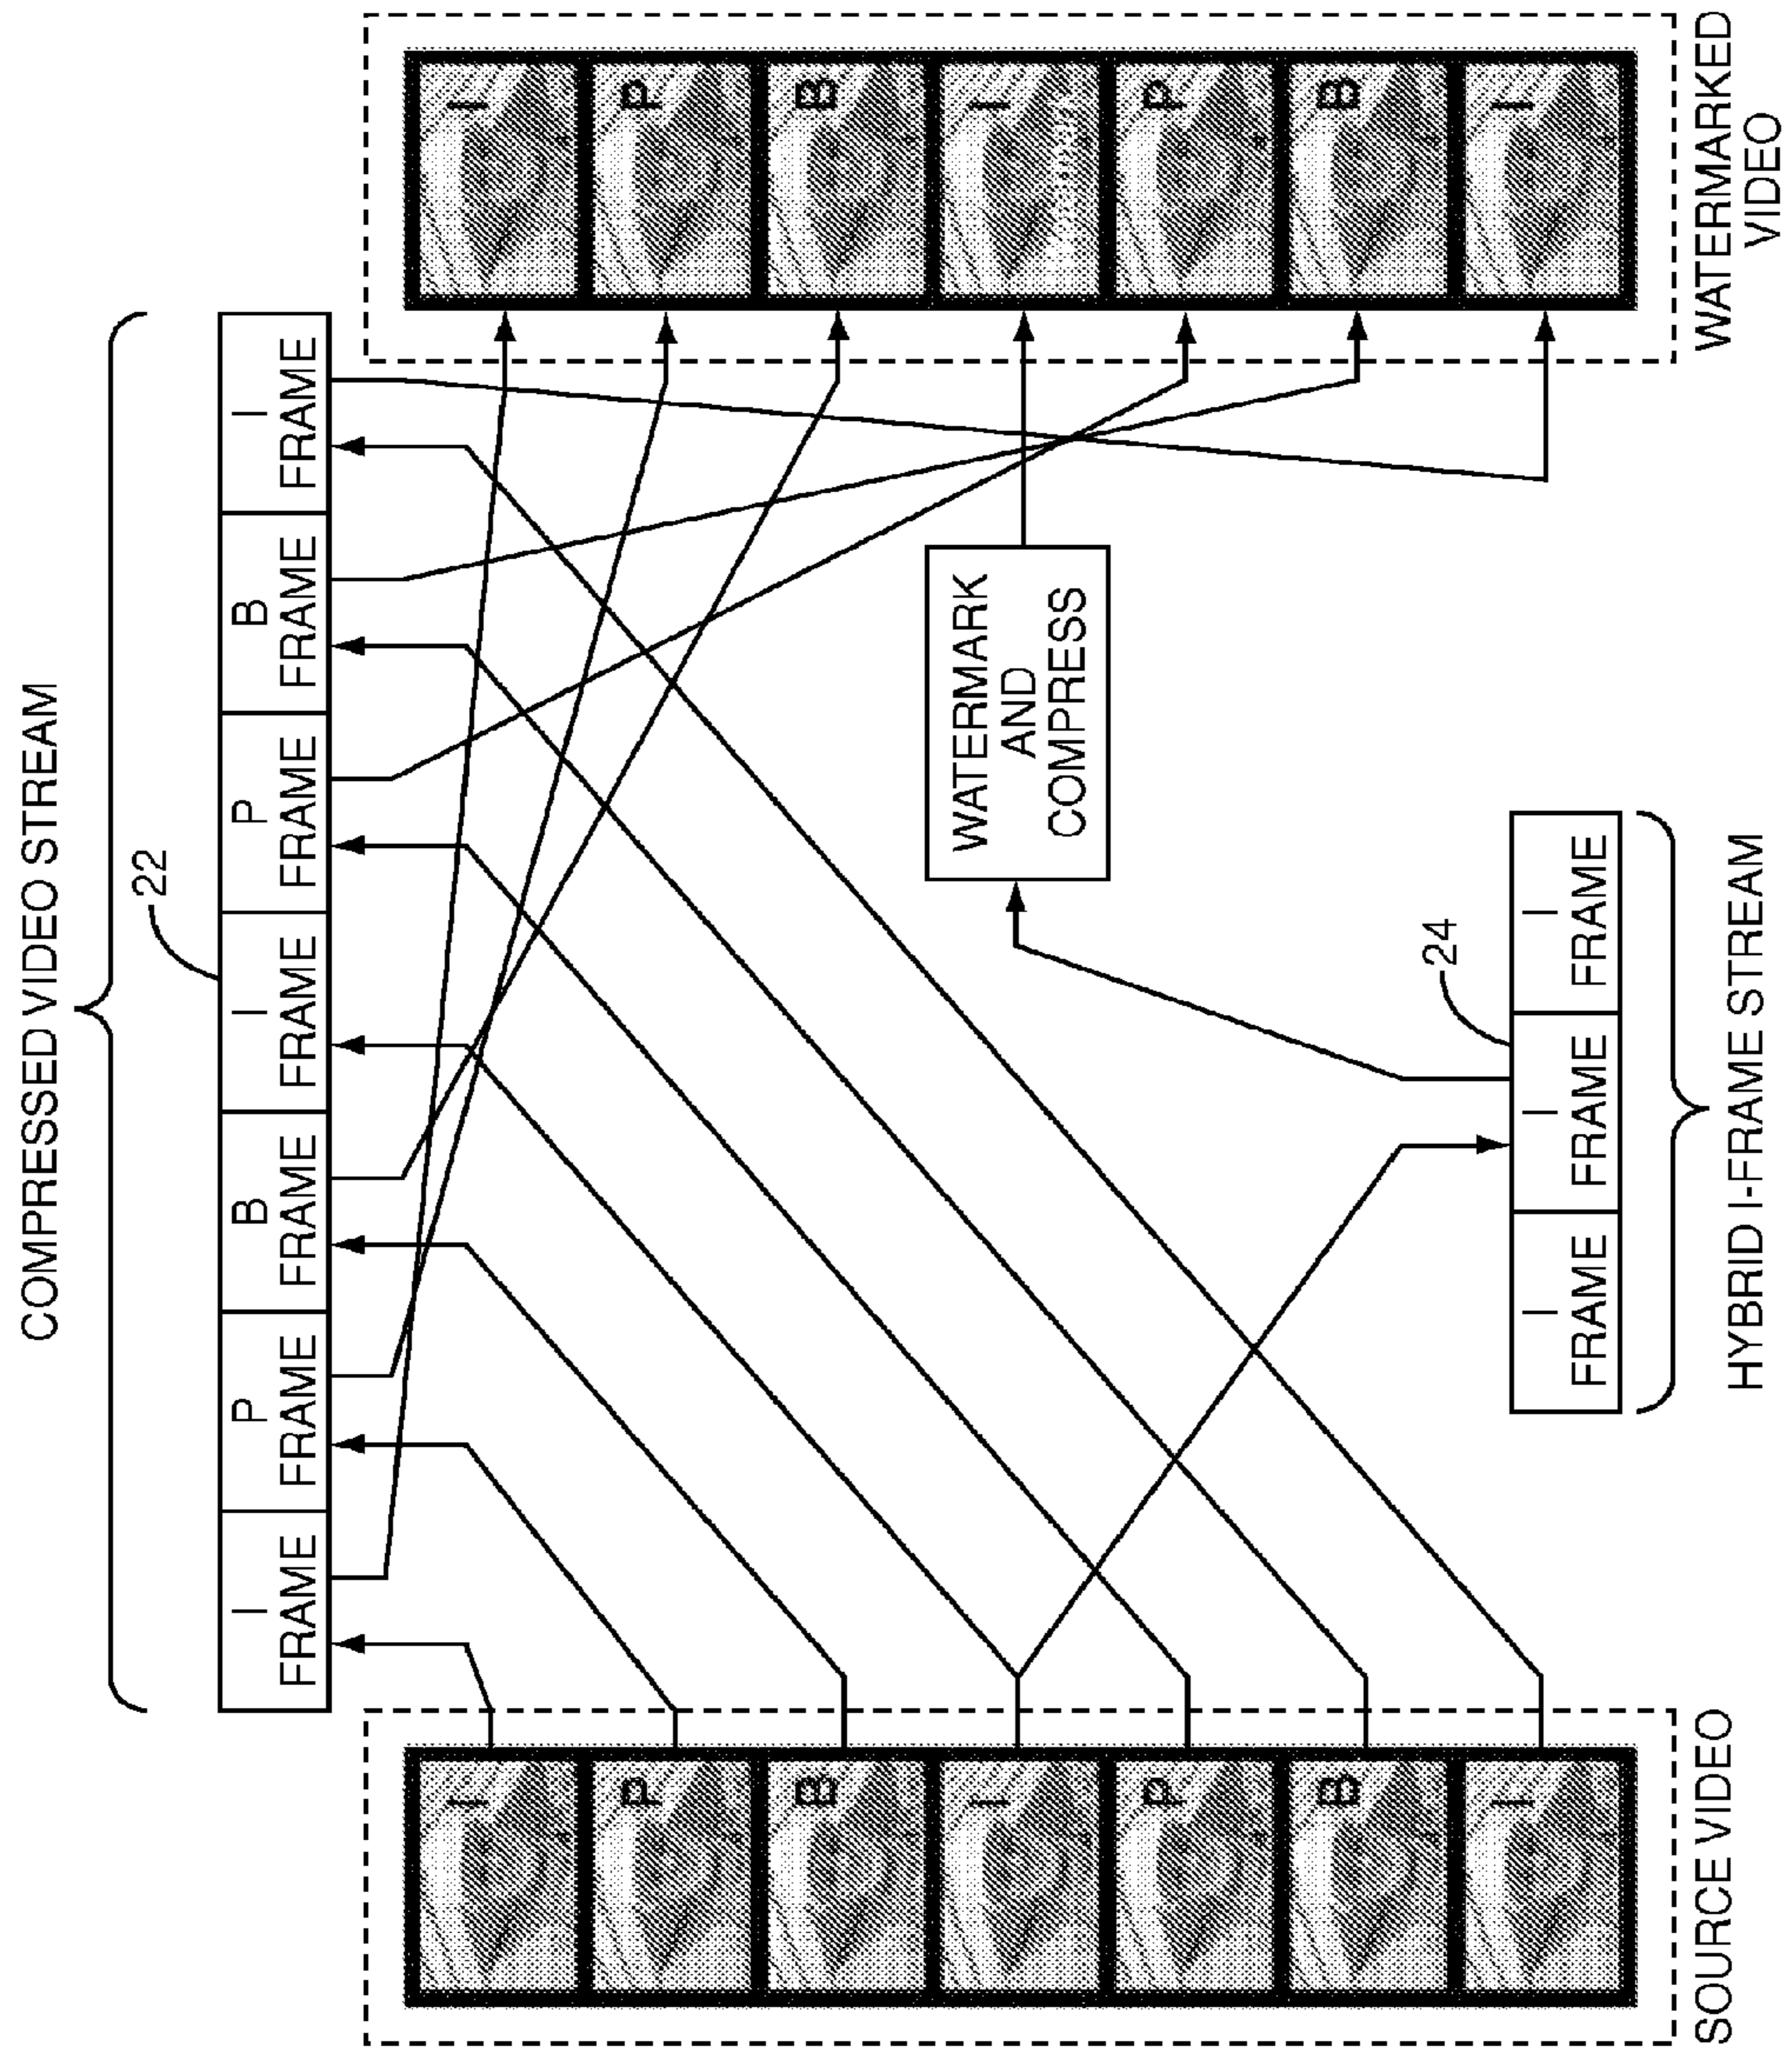 COMPRESSED VIDEO STREAM
22
I
FRAME
P
FRAME
B
FRAME
I
FRAME
P
FRAME
B
FRAME
I
FRAME
I
P
B
I
P
B
I
SOURCE VIDEO
WATERMARK
AND
COMPRESS
24
I
FRAME
I
FRAME
I
FRAME
HYBRID I-FRAME STREAM
I
P
B
I
P
B
I
WATERMARKED
VIDEO